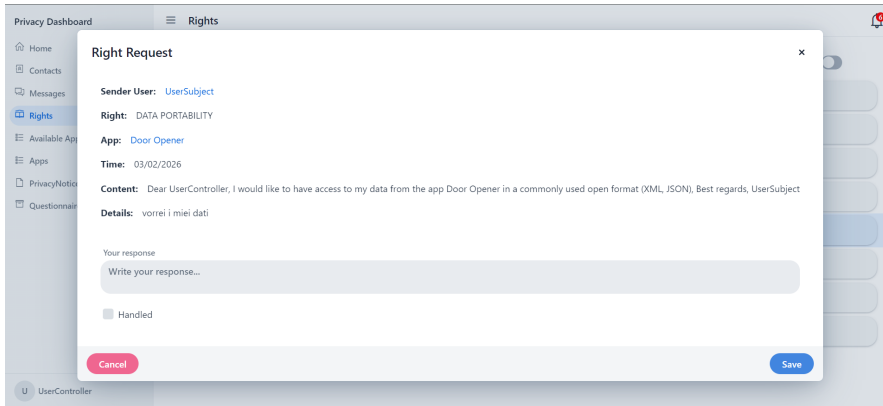 Privacy Dashboard
Rights
6
Home
Contacts
Messages
Rights
Available App
Apps
PrivacyNotice
Questionnair
U UserController
Right Request
×
Sender User: UserSubject
Right: DATA PORTABILITY
App: Door Opener
Time: 03/02/2026
Content: Dear UserController, I would like to have access to my data from the app Door Opener in a commonly used open format (XML, JSON), Best regards, UserSubject
Details: vorrei i miei dati
Your response
Write your response...
Handled
Cancel
Save